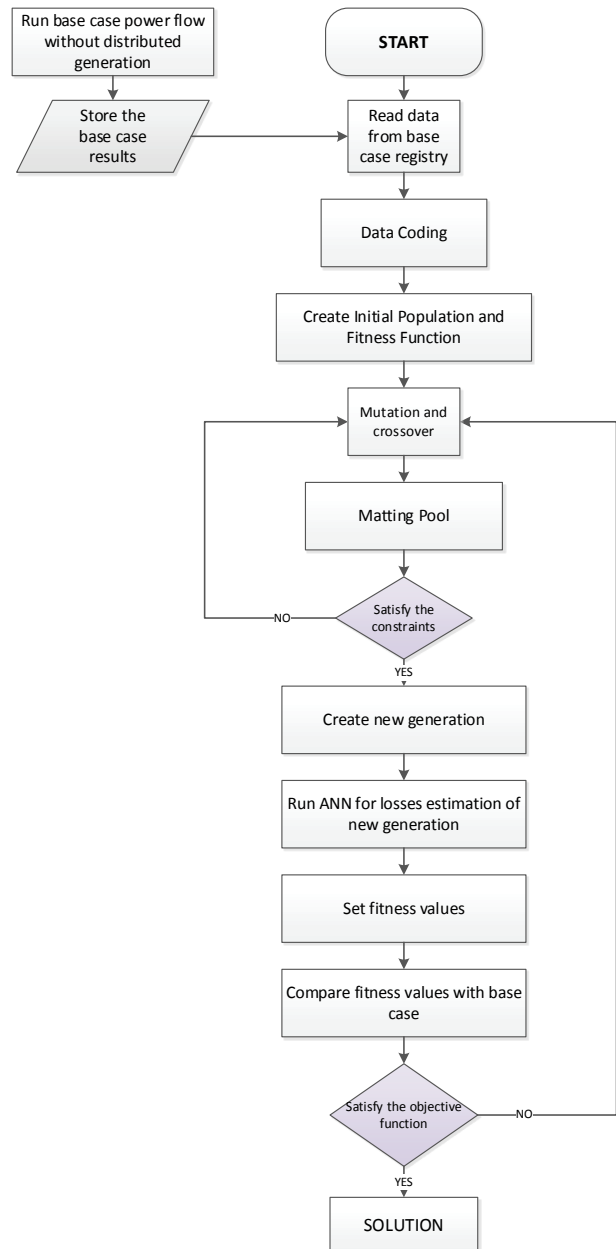 Run base case power flow
without distributed
generation
START
Store the
base case
results
Read data
from base
case registry
Data Coding
Create Initial Population and
Fitness Function
Mutation and
crossover
Matting Pool
Satisfy the
constraints
NO
YES
Create new generation
Run ANN for losses estimation of
new generation
Set fitness values
Compare fitness values with base
case
Satisfy the objective
function
NO
YES
SOLUTION